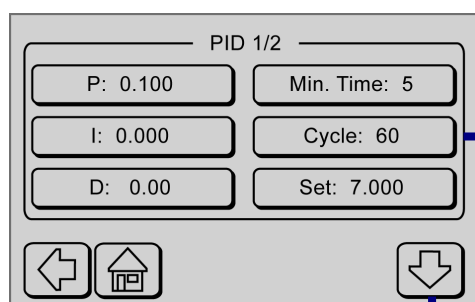 PID 1/2
P: 0.100
Min. Time: 5
I: 0.000
Cycle: 60
D: 0.00
Set: 7.000